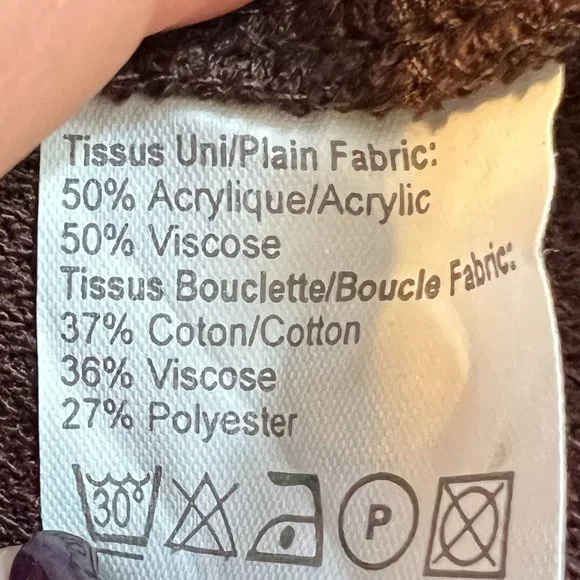 Tissus Uni/Plain Fabric:
50% Acrylique/Acrylic
50% Viscose
Tissus Bouclette/Boucle Fabric:
37% Coton/Cotton
36% Viscose
27% Polyester
30° P